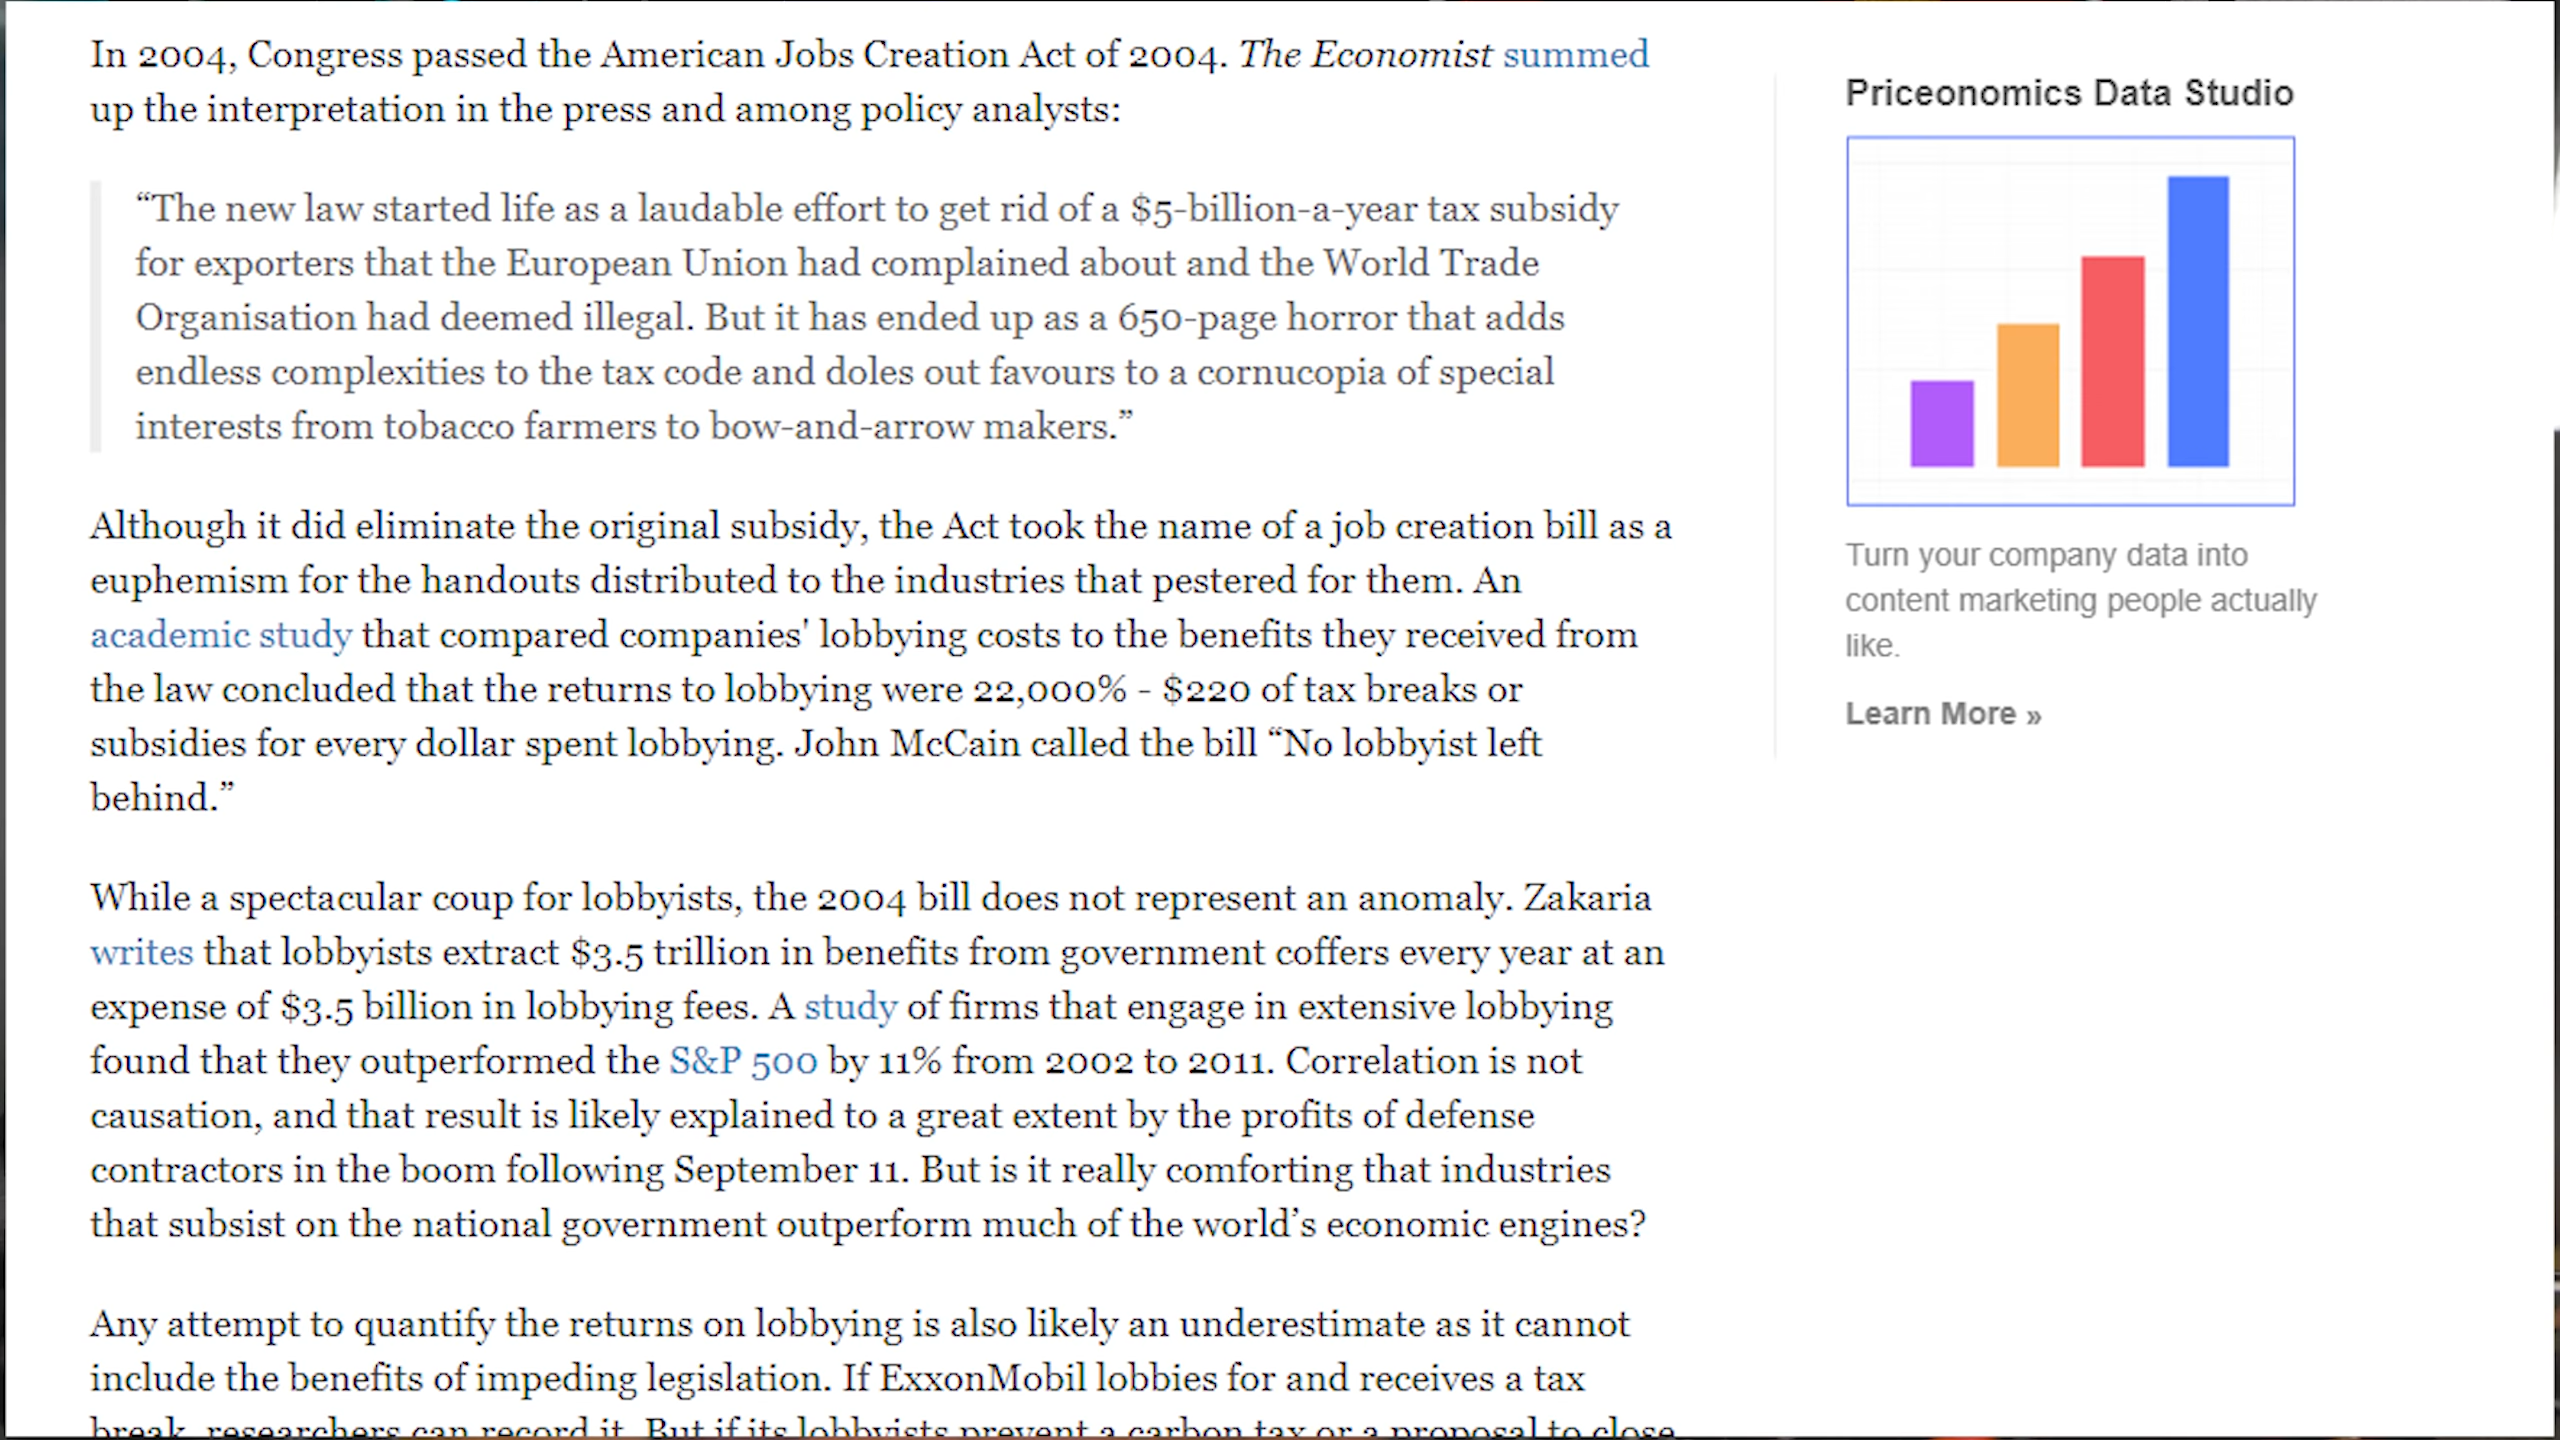 In 2004, Congress passed the American Jobs Creation Act of 2004. The Economist summed
up the interpretation in the press and among policy analysts:
“The new law started life as a laudable effort to get rid of a $5-billion-a-year tax subsidy
for exporters that the European Union had complained about and the World Trade
Organisation had deemed illegal. But it has ended up as a 650-page horror that adds
endless complexities to the tax code and doles out favours to a cornucopia of special
interests from tobacco farmers to bow-and-arrow makers.”
Although it did eliminate the original subsidy, the Act took the name of a job creation bill as a
euphemism for the handouts distributed to the industries that pestered for them. An
academic study that compared companies' lobbying costs to the benefits they received from
the law concluded that the returns to lobbying were 22,000% - $220 of tax breaks or
subsidies for every dollar spent lobbying. John McCain called the bill “No lobbyist left
behind.”
While a spectacular coup for lobbyists, the 2004 bill does not represent an anomaly. Zakaria
writes that lobbyists extract $3.5 trillion in benefits from government coffers every year at an
expense of $3.5 billion in lobbying fees. A study of firms that engage in extensive lobbying
found that they outperformed the S&P 500 by 11% from 2002 to 2011. Correlation is not
causation, and that result is likely explained to a great extent by the profits of defense
contractors in the boom following September 11. But is it really comforting that industries
that subsist on the national government outperform much of the world’s economic engines?
Any attempt to quantify the returns on lobbying is also likely an underestimate as it cannot
include the benefits of impeding legislation. If ExxonMobil lobbies for and receives a tax
break, researchers can record it. But if its lobbyists prevent a carbon tax or a proposal to close
Priceonomics Data Studio
Turn your company data into
content marketing people actually
like.
Learn More »